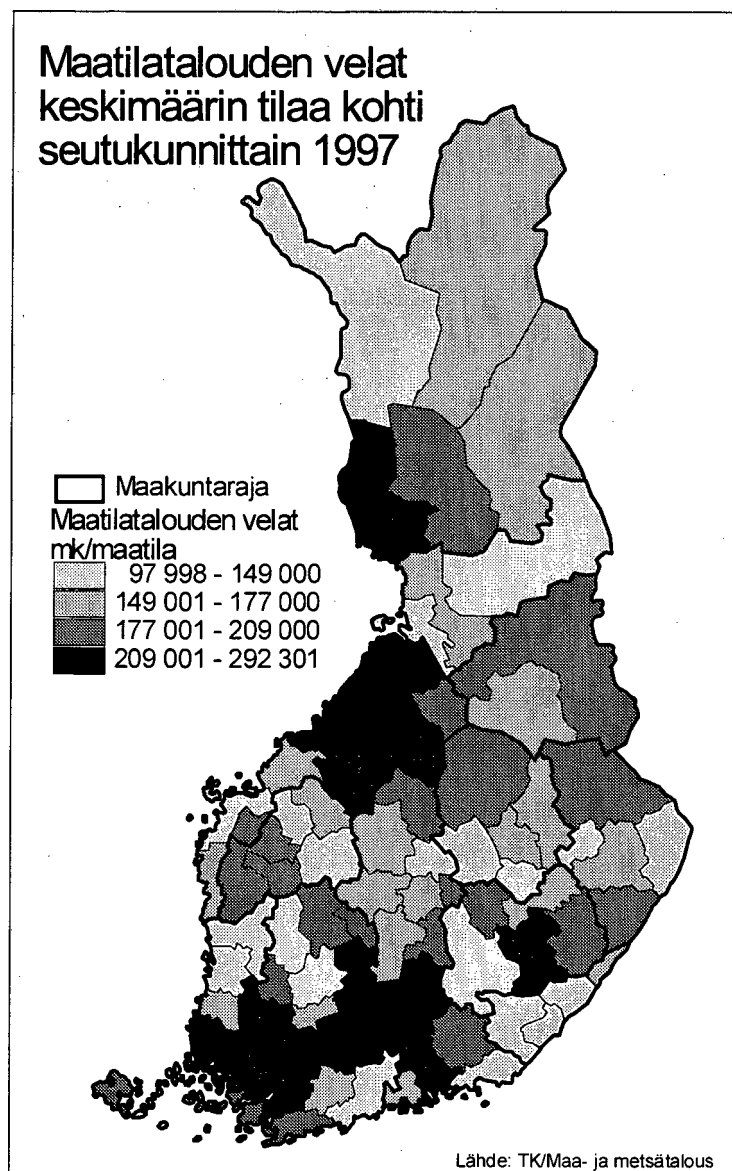 Maatilatalouden velat
keskimäärin tilaa kohti
seutukunnittain 1997
Maakuntaraja
Maatilatalouden velat
mk/maatila
97 998 - 149 000
149 001 - 177 000
177 001 - 209 000
209 001 - 292 301
Lähde: TK/Maa- ja metsätalous